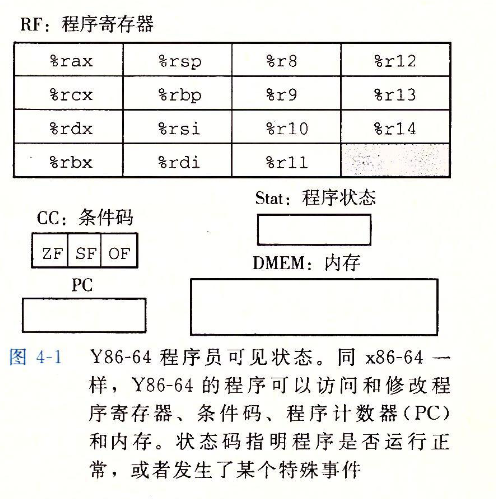 RF: 程序寄存器
%rax %rsp %r8 %r12
%rcx %rbp %r9 %r13
%rdx %rsi %r10 %r14
%rbx %rdi %r11
Stat: 程序状态
CC: 条件码
ZF SF OF
DMEM: 内存
PC
图 4-1 Y86-64 程序员可见状态。同 x86-64 一
样，Y86-64 的程序可以访问和修改程
序寄存器、条件码、程序计数器(PC)
和内存。状态码指明程序是否运行正
常，或者发生了某个特殊事件